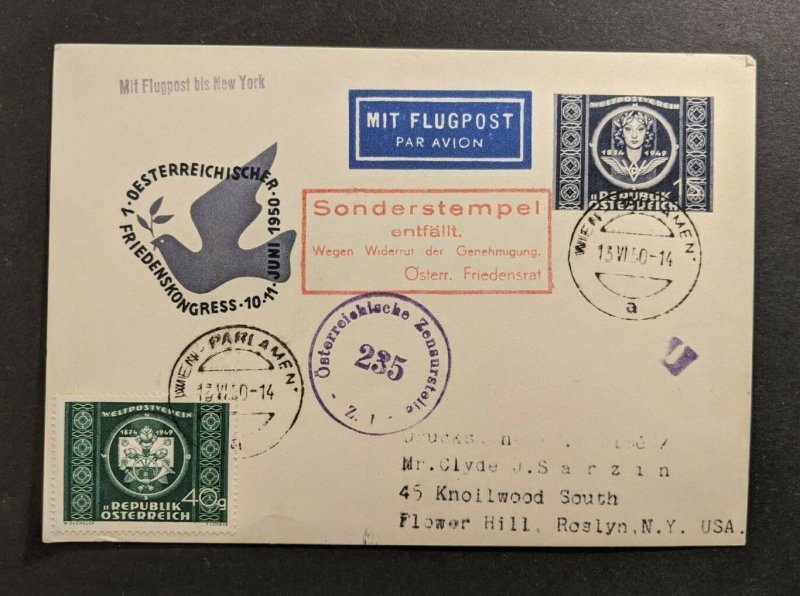 Mit Flugpost bis New York
MIT FLUGPOST
PAR AVION
WELTPOSTVEREIN
1874 1949
REPUBLIK
ÖSTERREICH
1. OESTERREICHISCHER
FRIEDENSKONGRESS · 10.-11. JUNI 1950
Sonderstempel
entfällt.
Wegen Widerruf der Genehmigung.
Österr. Friedensrat
WIEN PARLAMEN
13 VI 50-14
a
Österreichische Zensurstelle
235
- Z. 1 -
WIEN PARLAMEN
13 VI 50-14
U
WELTPOSTVEREIN
1874 1949
40g
REPUBLIK
ÖSTERREICH
Mr.Clyde J.Sarzin
45 Knollwood South
Flower Hill, Roslyn,N.Y. USA.